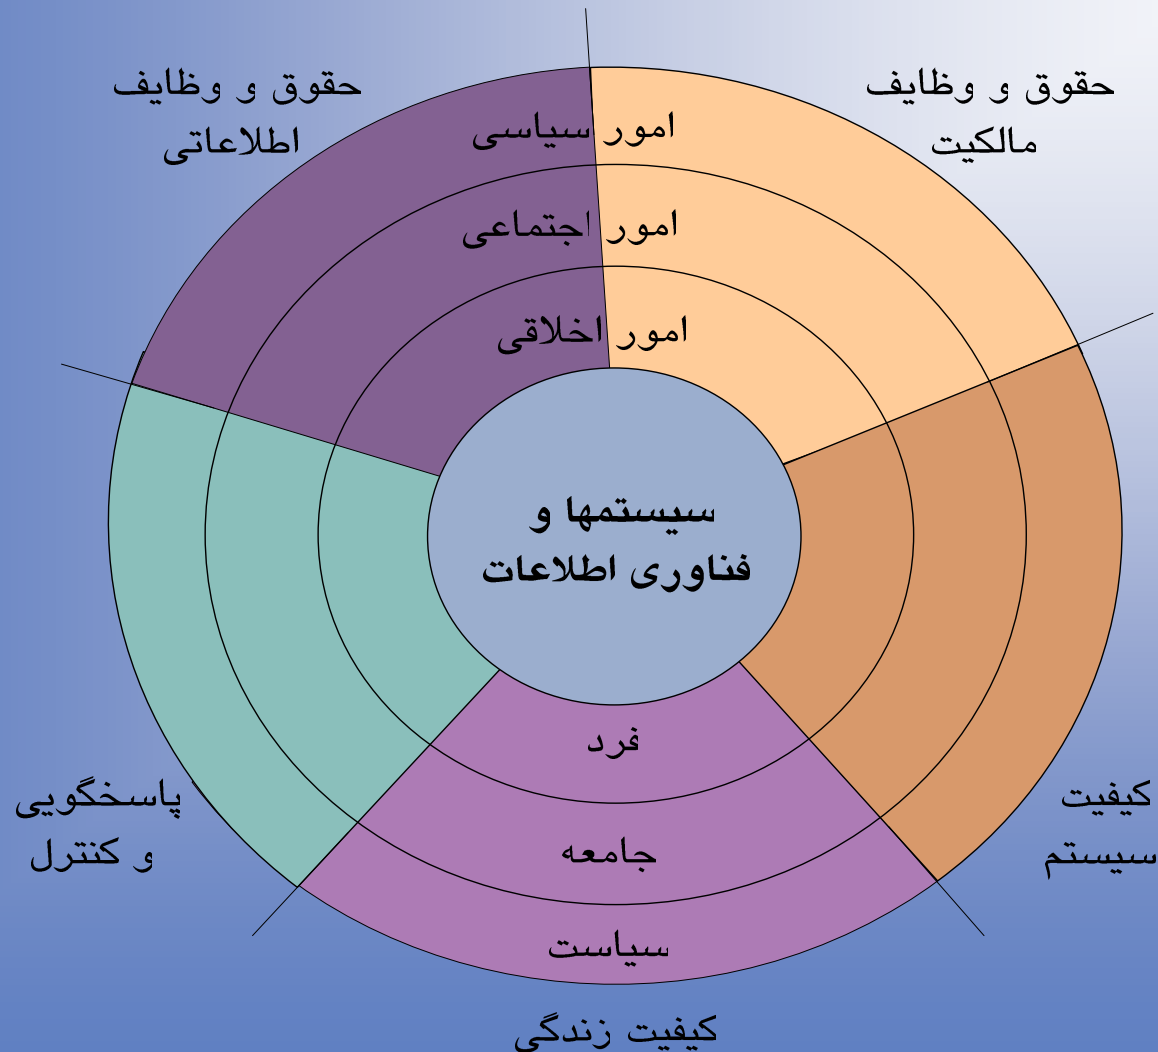 حقوق و وظایف
مالکیت
حقوق و وظایف
اطلاعاتی
امور سیاسی
امور اجتماعی
امور اخلاقی
سیستمها و
فناوری اطلاعات
فرد
جامعه
سیاست
کیفیت
سیستم
پاسخگویی
و کنترل
کیفیت زندگی